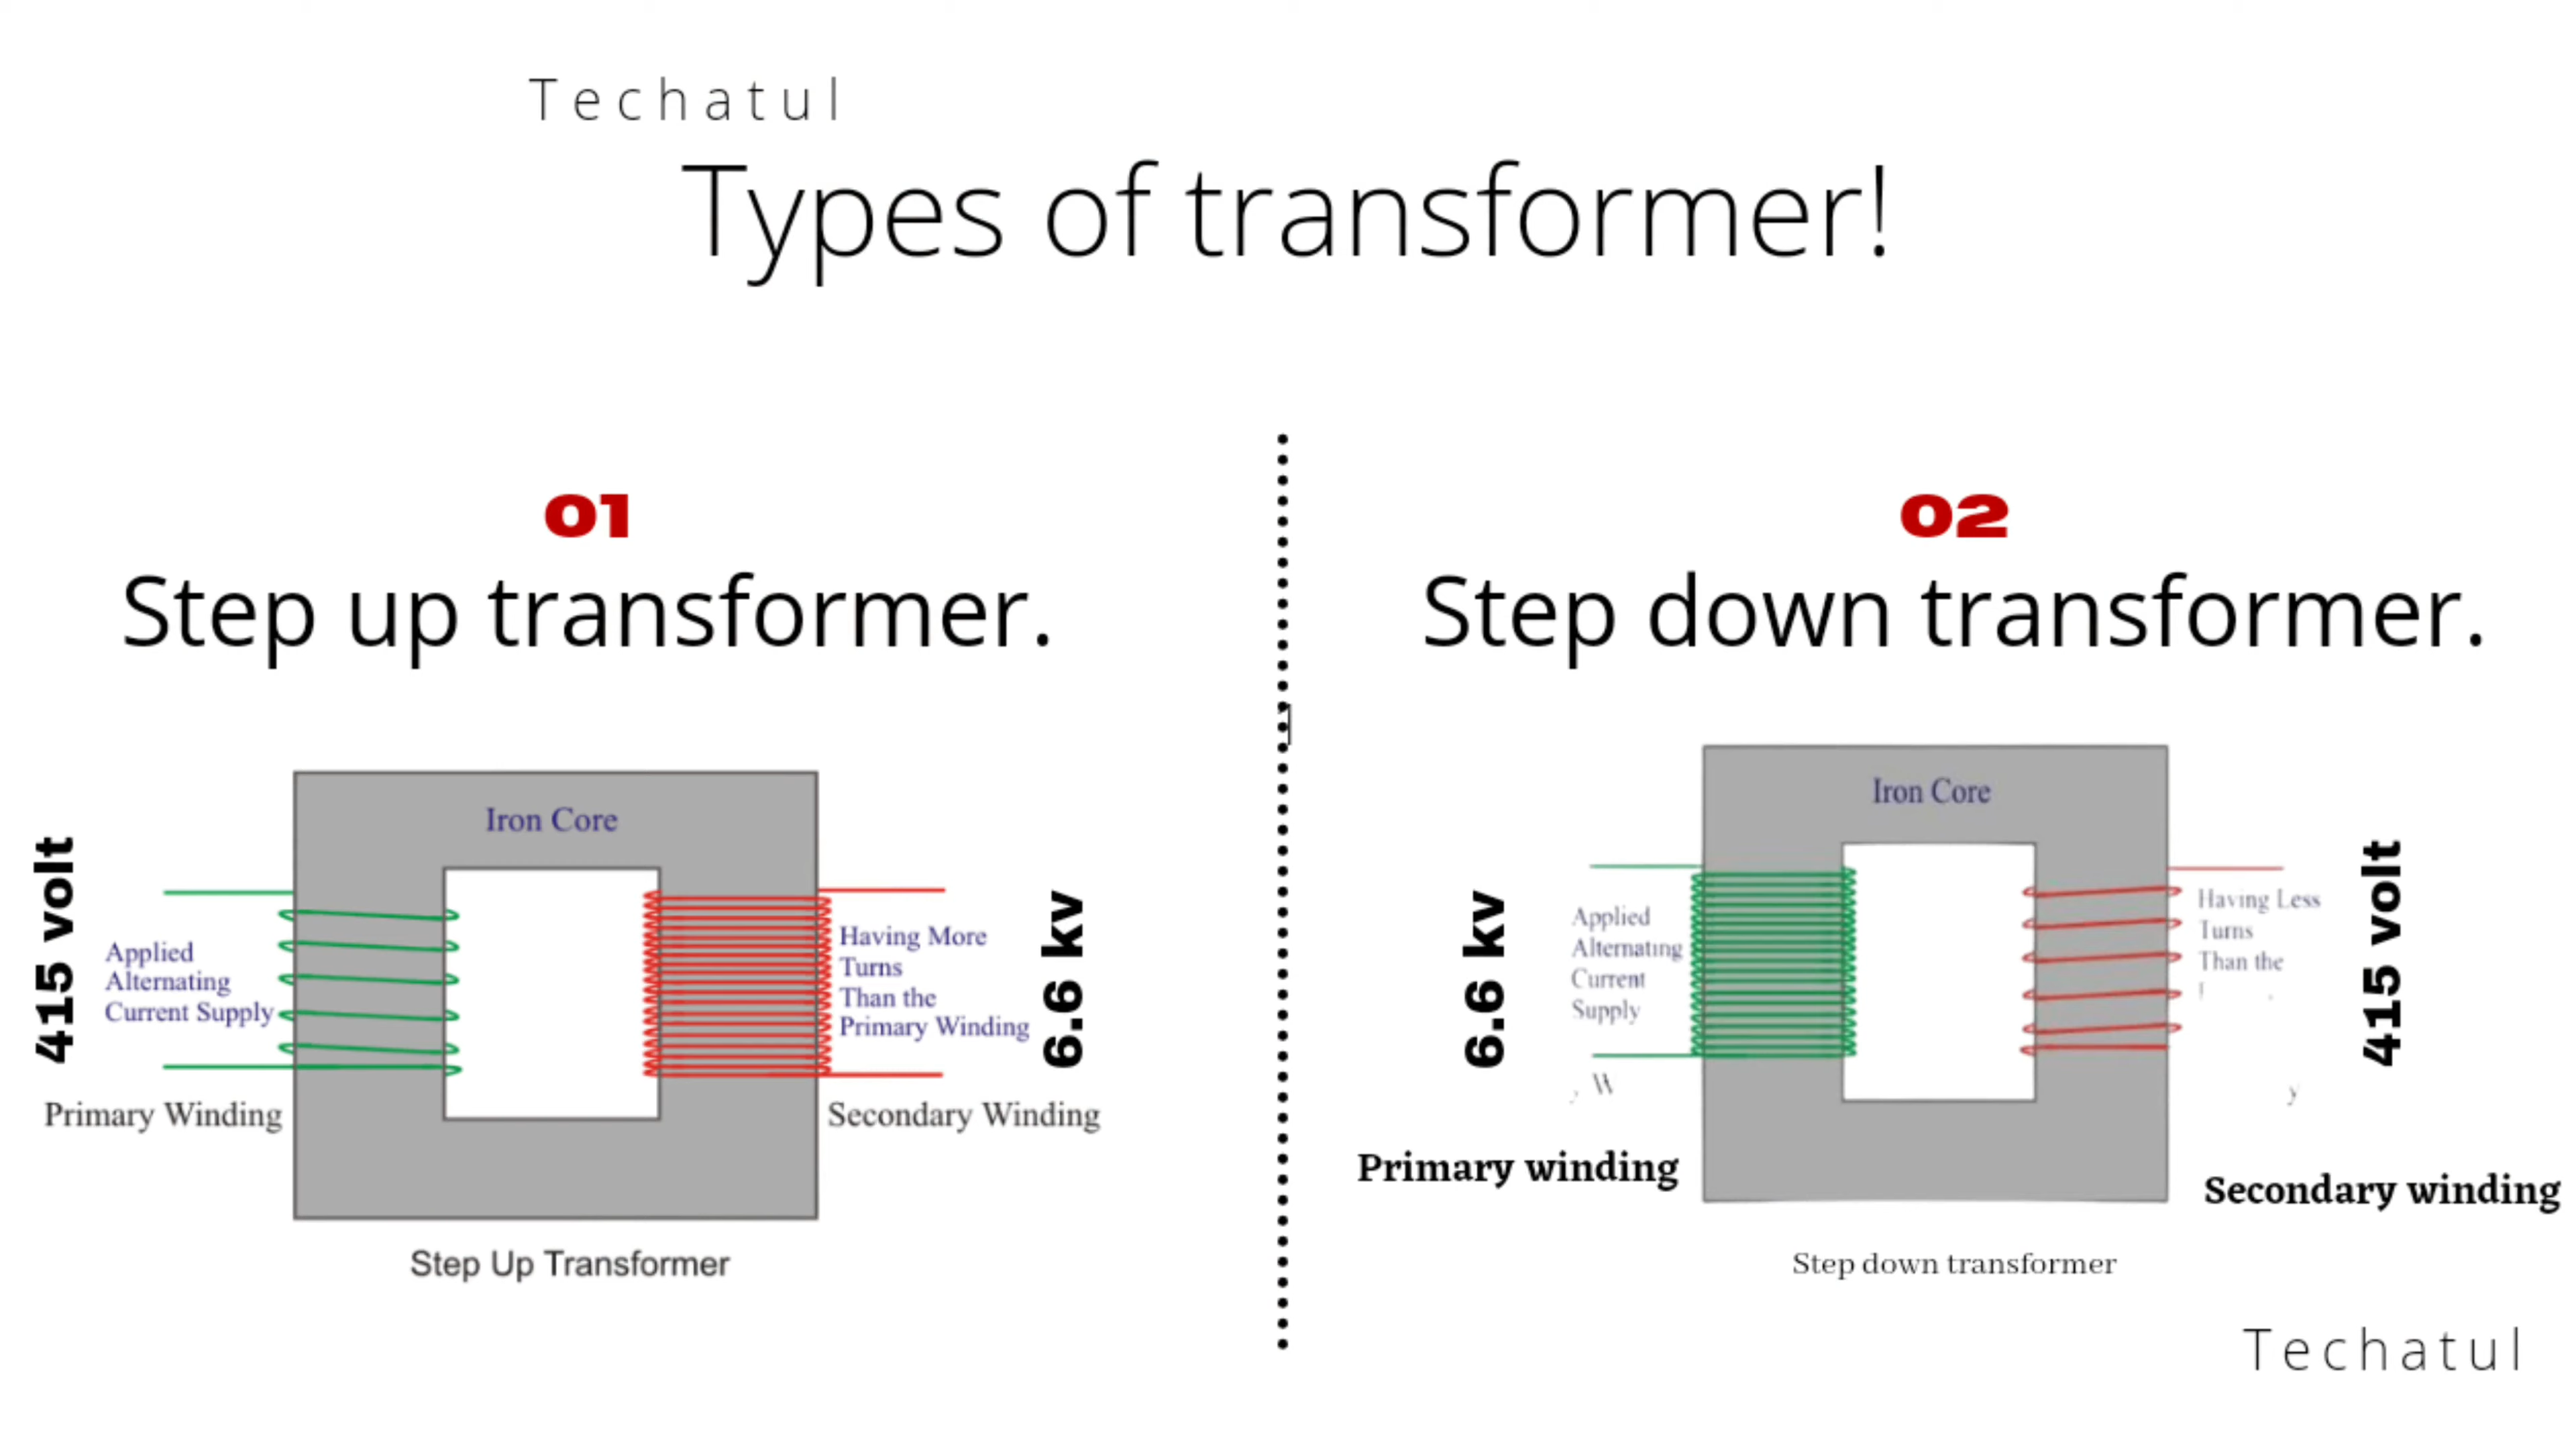 Techatul
Types of transformer!
01
Step up transformer.
415 volt
Iron Core
Applied
Alternating
Current Supply
Having More
Turns
Than the
Primary Winding
6.6 kv
Primary Winding
Secondary Winding
Step Up Transformer
02
Step down transformer.
6.6 kv
Iron Core
Applied
Alternating
Current
Supply
Having Less
Turns
Than the
415 volt
Primary winding
Secondary winding
Step down transformer
Techatul